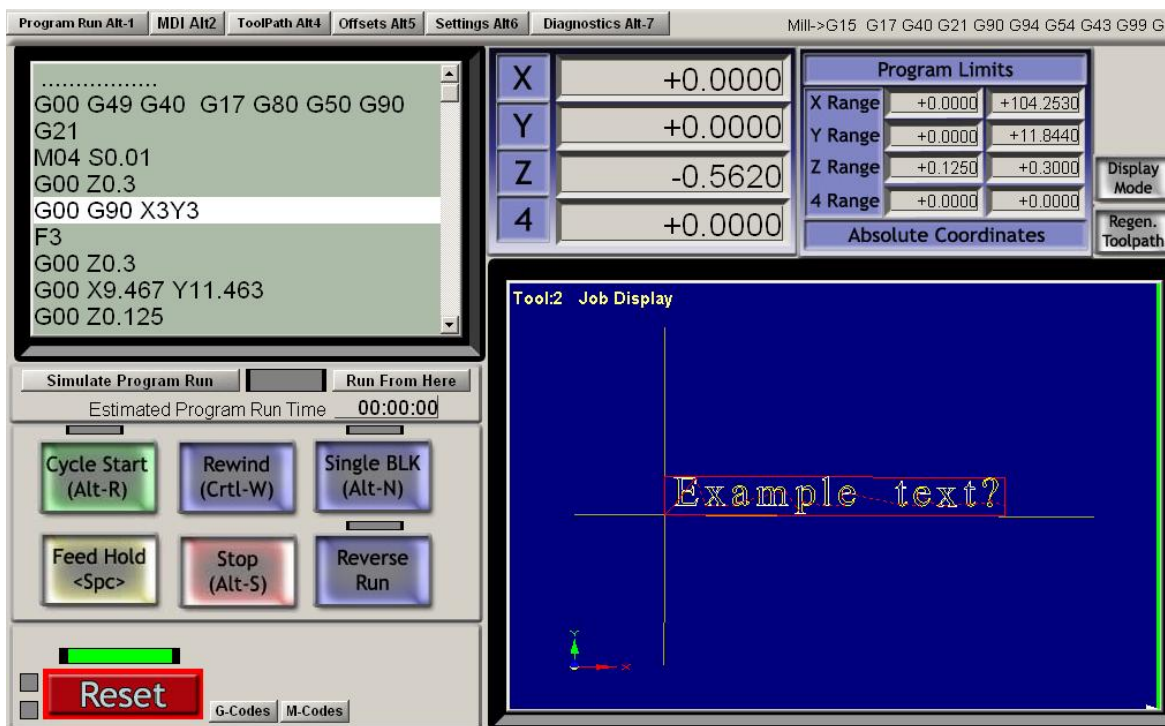 Program Run Alt-1 MDI Alt2 ToolPath Alt4 Offsets Alt5 Settings Alt6 Diagnostics Alt-7 Mill->G15 G17 G40 G21 G90 G94 G54 G43 G99 G
.................
G00 G49 G40 G17 G80 G50 G90
G21
M04 S0.01
G00 Z0.3
G00 G90 X3Y3
F3
G00 Z0.3
G00 X9.467 Y11.463
G00 Z0.125
X +0.0000
Y +0.0000
Z -0.5620
4 +0.0000
Program Limits
X Range +0.0000 +104.2530
Y Range +0.0000 +11.8440
Z Range +0.1250 +0.3000
4 Range +0.0000 +0.0000
Absolute Coordinates
Display
Mode
Regen.
Toolpath
Simulate Program Run Run From Here
Estimated Program Run Time 00:00:00
Cycle Start
(Alt-R)
Rewind
(Crtl-W)
Single BLK
(Alt-N)
Feed Hold
<Spc>
Stop
(Alt-S)
Reverse
Run
Reset
G-Codes M-Codes
Tool:2 Job Display
Example text?
Y
X